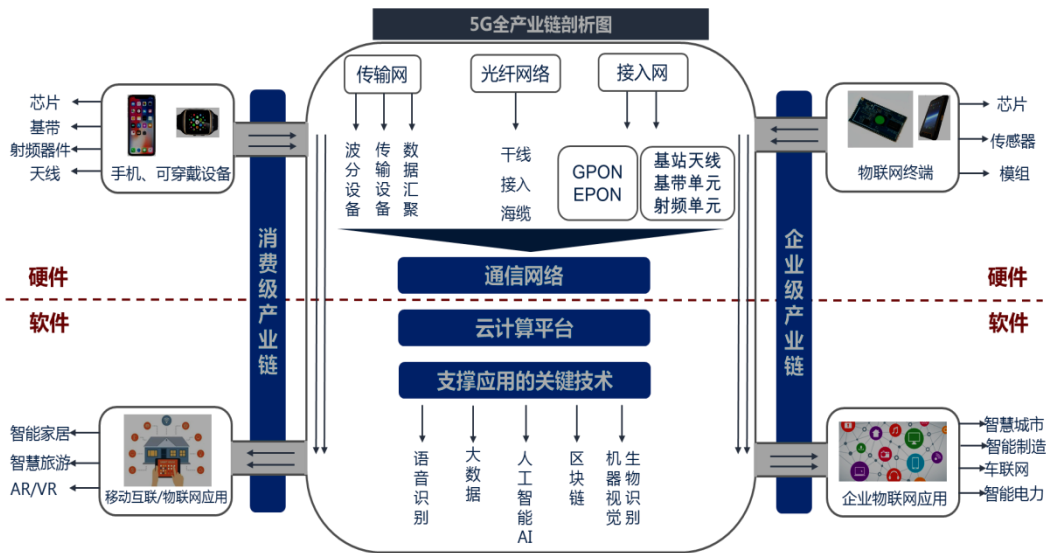 5G全产业链剖析图
传输网
光纤网络
接入网
芯片
基带
射频器件
天线
手机、可穿戴设备
波分设备
传输设备
数据汇聚
干线
接入
海缆
GPON
EPON
基站天线
基带单元
射频单元
物联网终端
芯片
传感器
模组
消费级产业链
企业级产业链
通信网络
硬件
硬件
软件
软件
云计算平台
支撑应用的关键技术
智能家居
智慧旅游
AR/VR
移动互联/物联网应用
语音识别
大数据
人工智能AI
区块链
机器视觉
生物识别
企业物联网应用
智慧城市
智能制造
车联网
智能电力